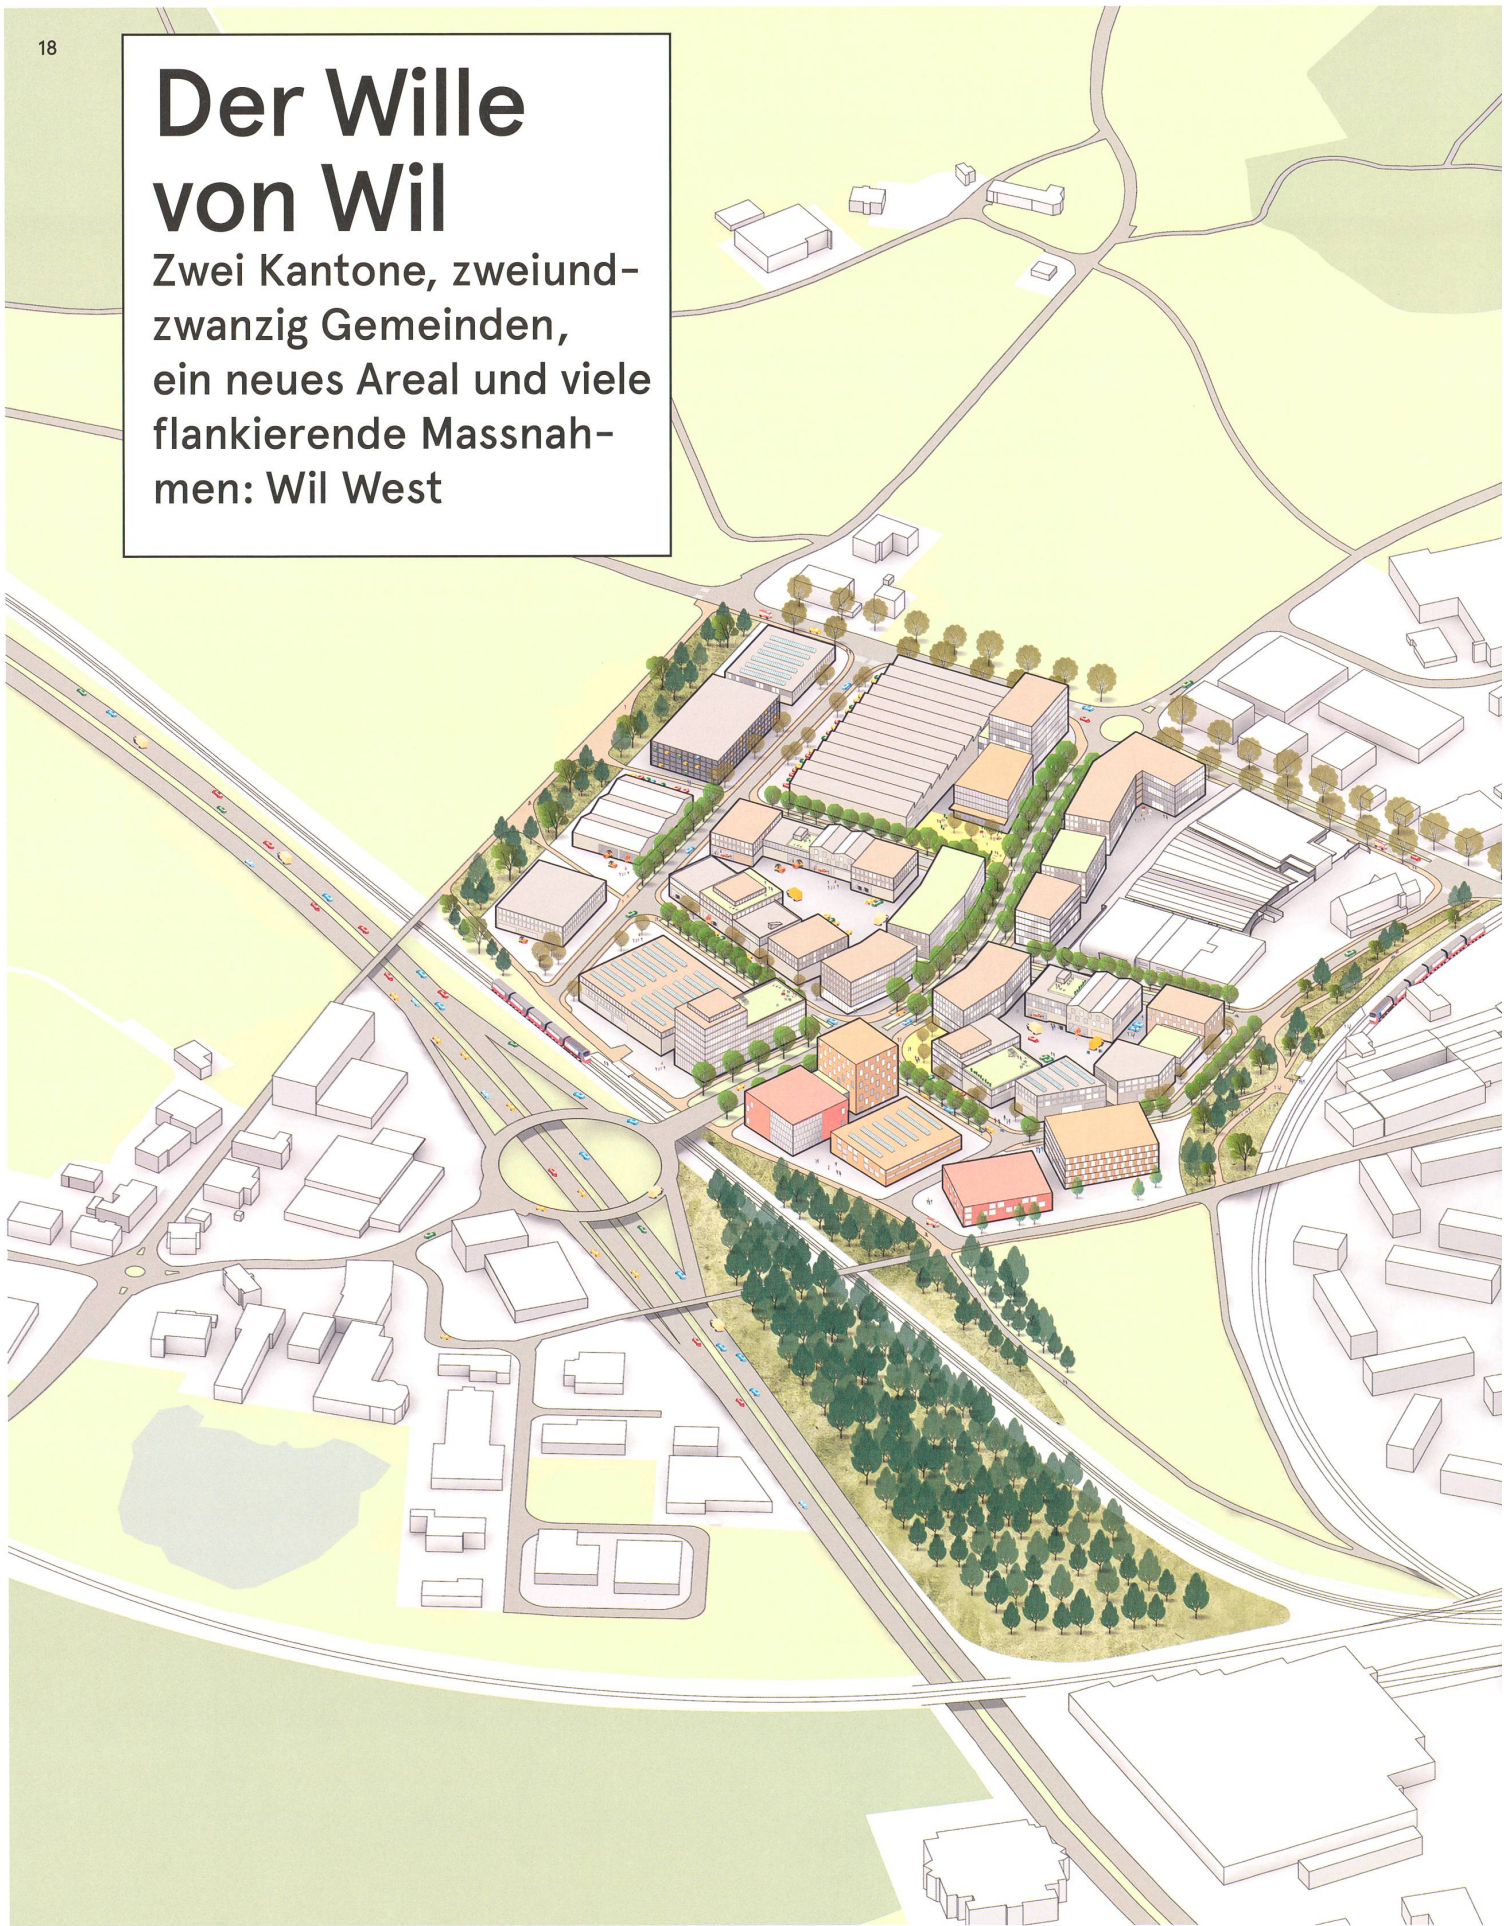 18
Der Wille
von Wil
Zwei Kantone, zweiund-
zwanzig Gemeinden,
ein neues Areal und viele
flankierende Massnah-
men: Wil West